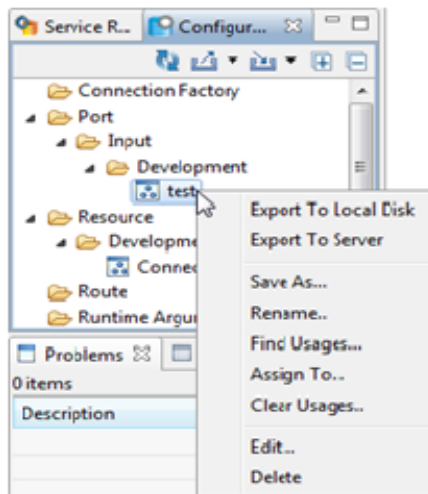 Service R... Configur...
Connection Factory
Port
Input
Development
test
Export To Local Disk
Resource
Export To Server
Developme
Connec
Save As...
Route
Rename..
Runtime Argu
Find Usages...
Problems
Assign To...
0 items
Clear Usages..
Description
Edit...
Delete